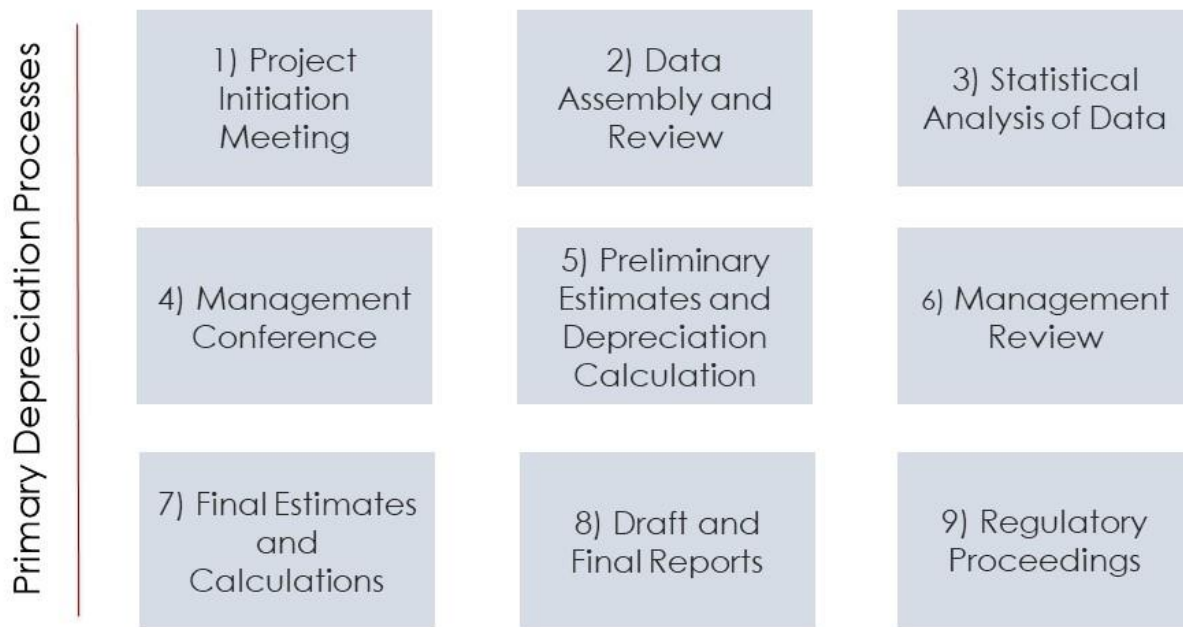 Primary Depreciation Processes
1) Project
Initiation
Meeting
2) Data
Assembly and
Review
3) Statistical
Analysis of Data
4) Management
Conference
5) Preliminary
Estimates and
Depreciation
Calculation
6) Management
Review
7) Final Estimates
and
Calculations
8) Draft and
Final Reports
9) Regulatory
Proceedings